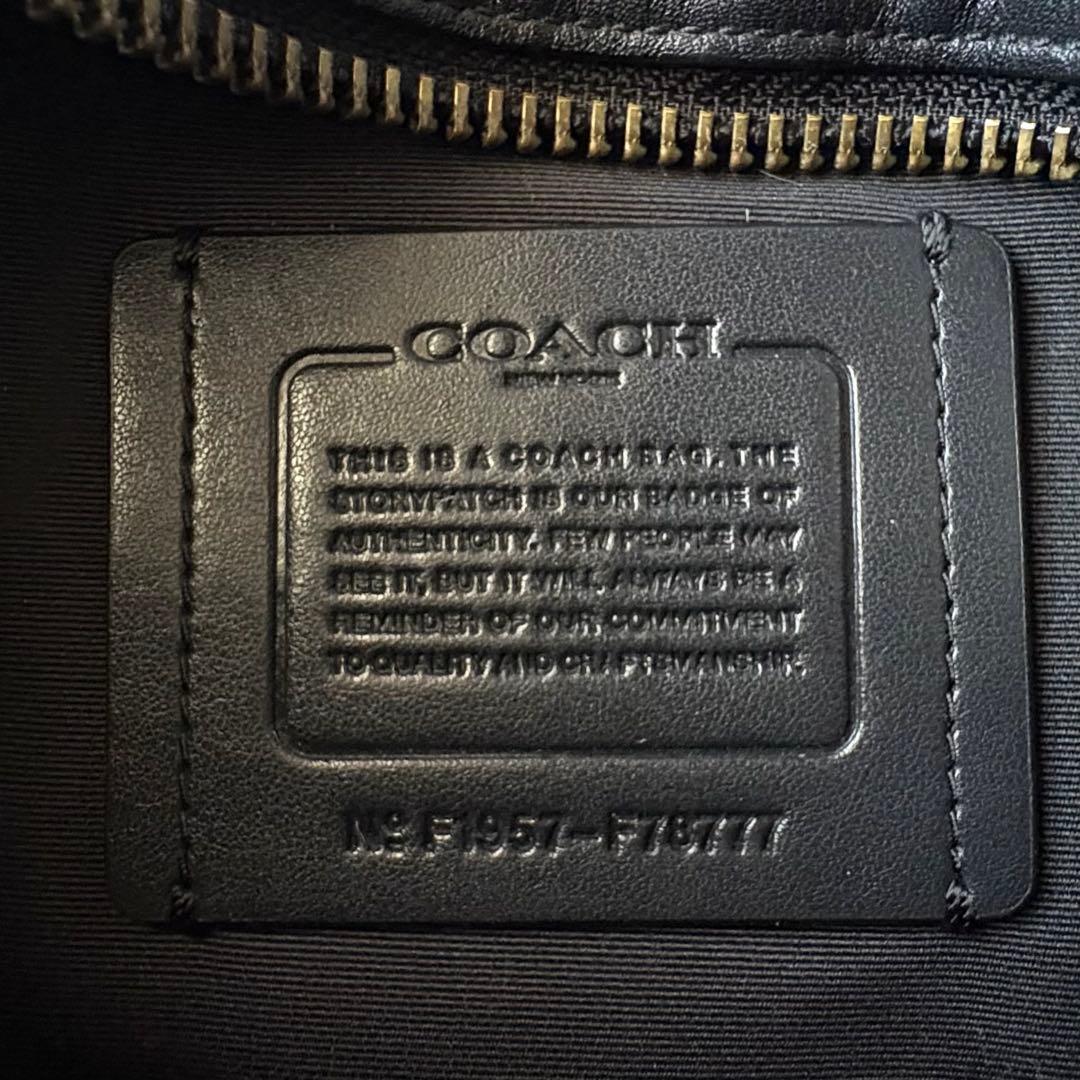 COACH
NEW YORK
THIS IS A COACH BAG. THE
STORYPATCH IS OUR BADGE OF
AUTHENTICITY. FEW PEOPLE MAY
SEE IT, BUT IT WILL ALWAYS BE A
REMINDER OF OUR COMMITMENT
TO QUALITY AND CRAFTSMANSHIP.
Nº F1957-F78777